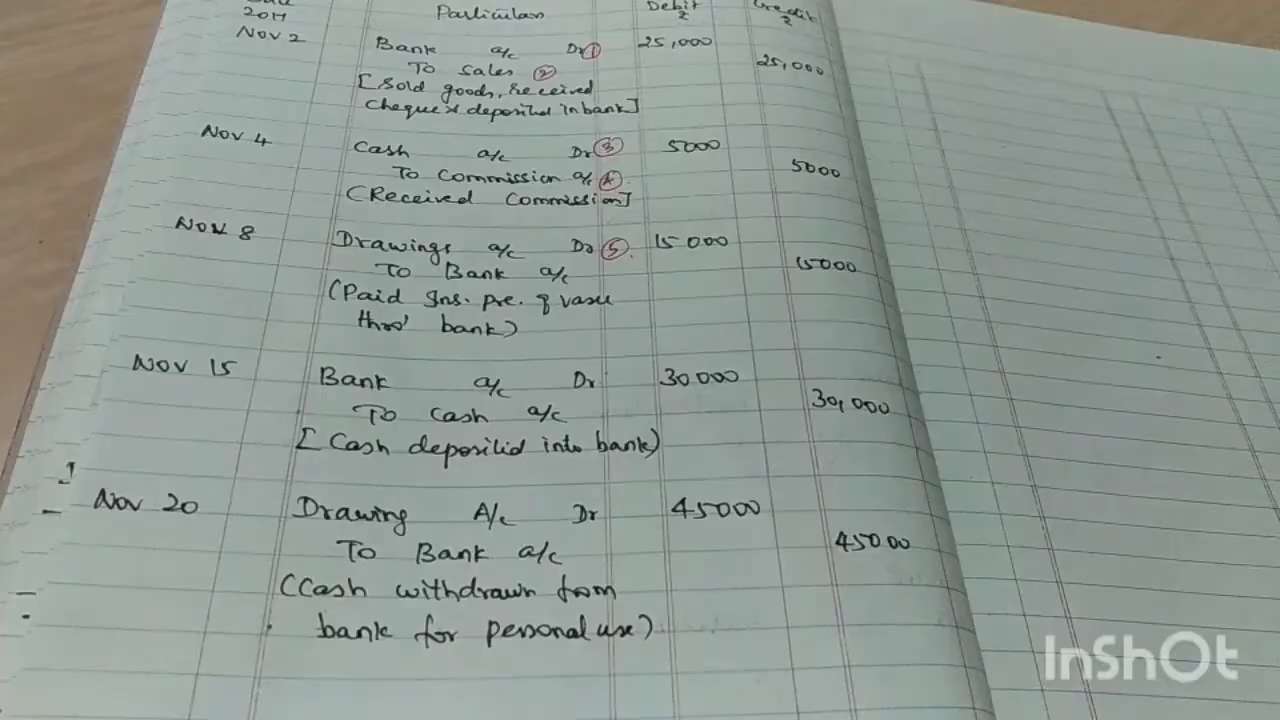 2017 Particulars Debit ₹ Credit ₹
Nov 2 Bank a/c Dr ① 25,000
To Sales ② 25,000
[Sold goods, received
cheque & deposited in bank]
Nov 4 Cash a/c Dr ③ 5000
To Commission a/c ④ 5000
(Received Commission]
Nov 8 Drawings a/c Dr ⑤ 15000
To Bank a/c 15000
(Paid Ins. pre. of vasu
thro' bank)
Nov 15 Bank a/c Dr 30000
To Cash a/c 30,000
[Cash deposited into bank)
Nov 20 Drawing A/c Dr 45000
To Bank a/c 45000
(Cash withdrawn from
bank for personal use)
InShOt